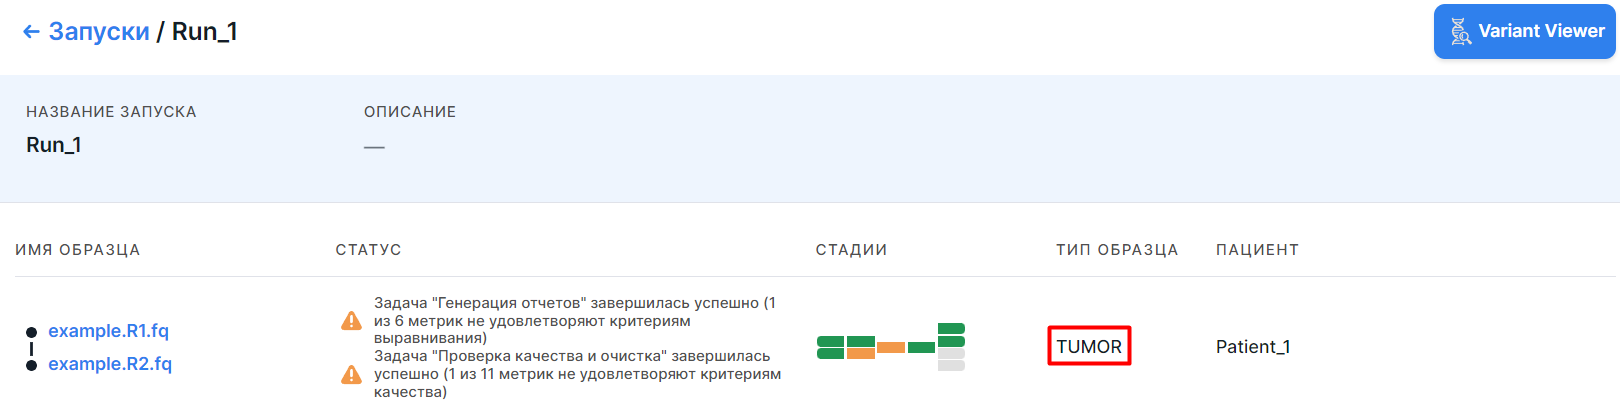 ← Запуски / Run_1
Variant Viewer
НАЗВАНИЕ ЗАПУСКА
ОПИСАНИЕ
Run_1
—
ИМЯ ОБРАЗЦА
СТАТУС
СТАДИИ
ТИП ОБРАЗЦА
ПАЦИЕНТ
example.R1.fq
example.R2.fq
Задача "Генерация отчетов" завершилась успешно (1
из 6 метрик не удовлетворяют критериям
выравнивания)
Задача "Проверка качества и очистка" завершилась
успешно (1 из 11 метрик не удовлетворяют критериям
качества)
TUMOR
Patient_1